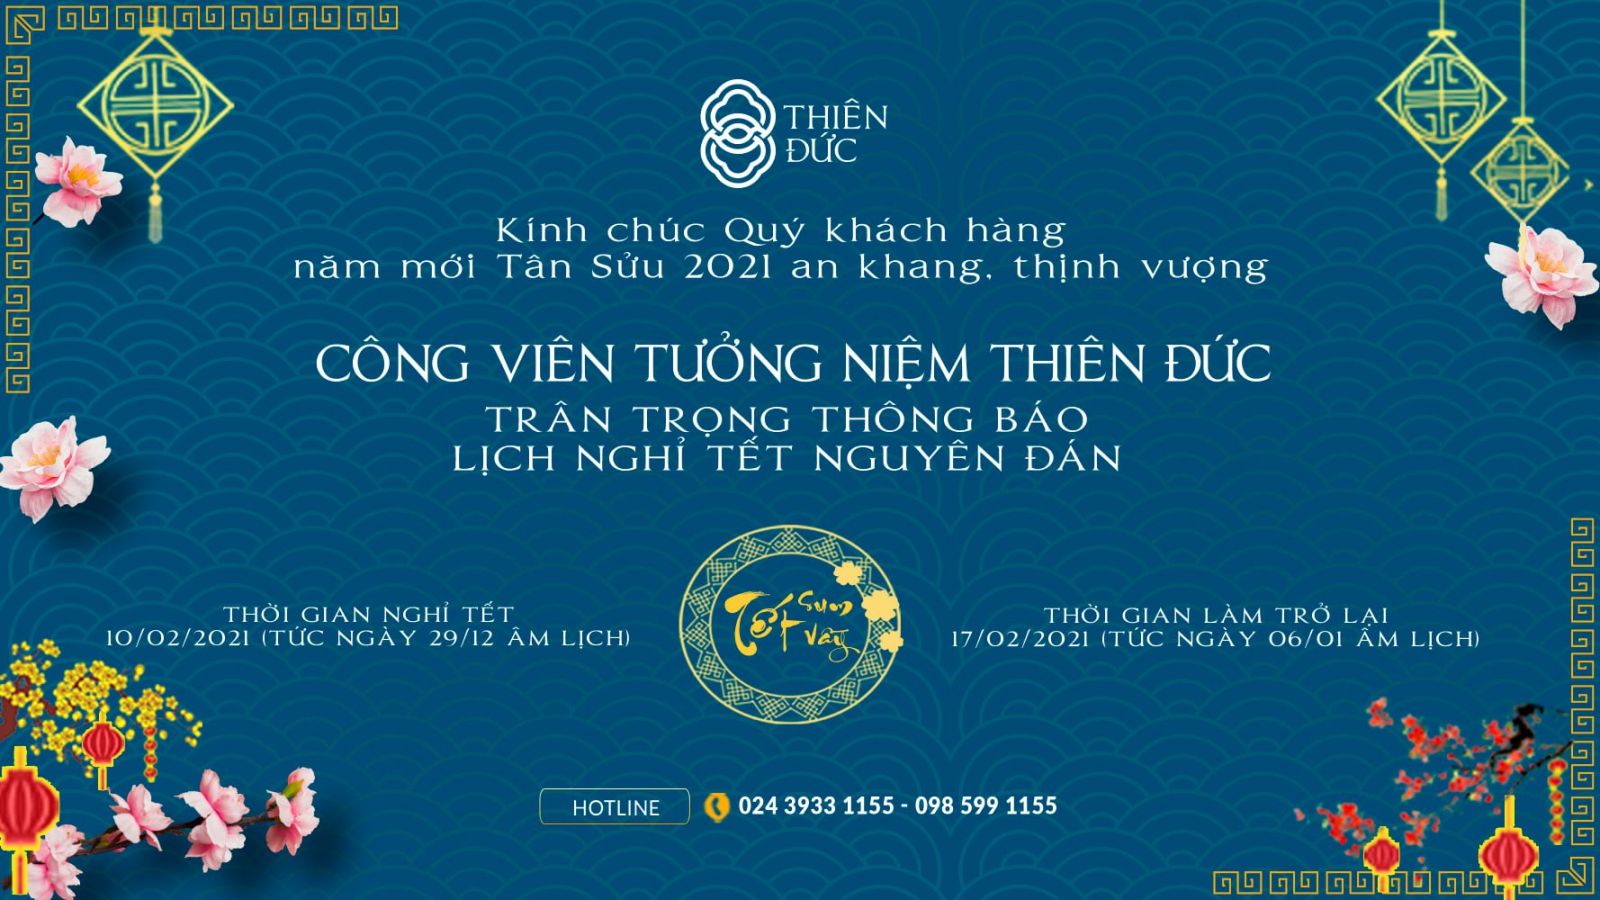 THIÊN
ĐỨC
Kính chúc Quý khách hàng
năm mới Tân Sửu 2021 an khang, thịnh vượng
CÔNG VIÊN TƯỞNG NIỆM THIÊN ĐỨC
TRÂN TRỌNG THÔNG BÁO
LỊCH NGHỈ TẾT NGUYÊN ĐÁN
THỜI GIAN NGHỈ TẾT
10/02/2021 (TỨC NGÀY 29/12 ÂM LỊCH)
Tết Sum vầy
THỜI GIAN LÀM TRỞ LẠI
17/02/2021 (TỨC NGÀY 06/01 ÂM LỊCH)
HOTLINE 024 3933 1155 - 098 599 1155